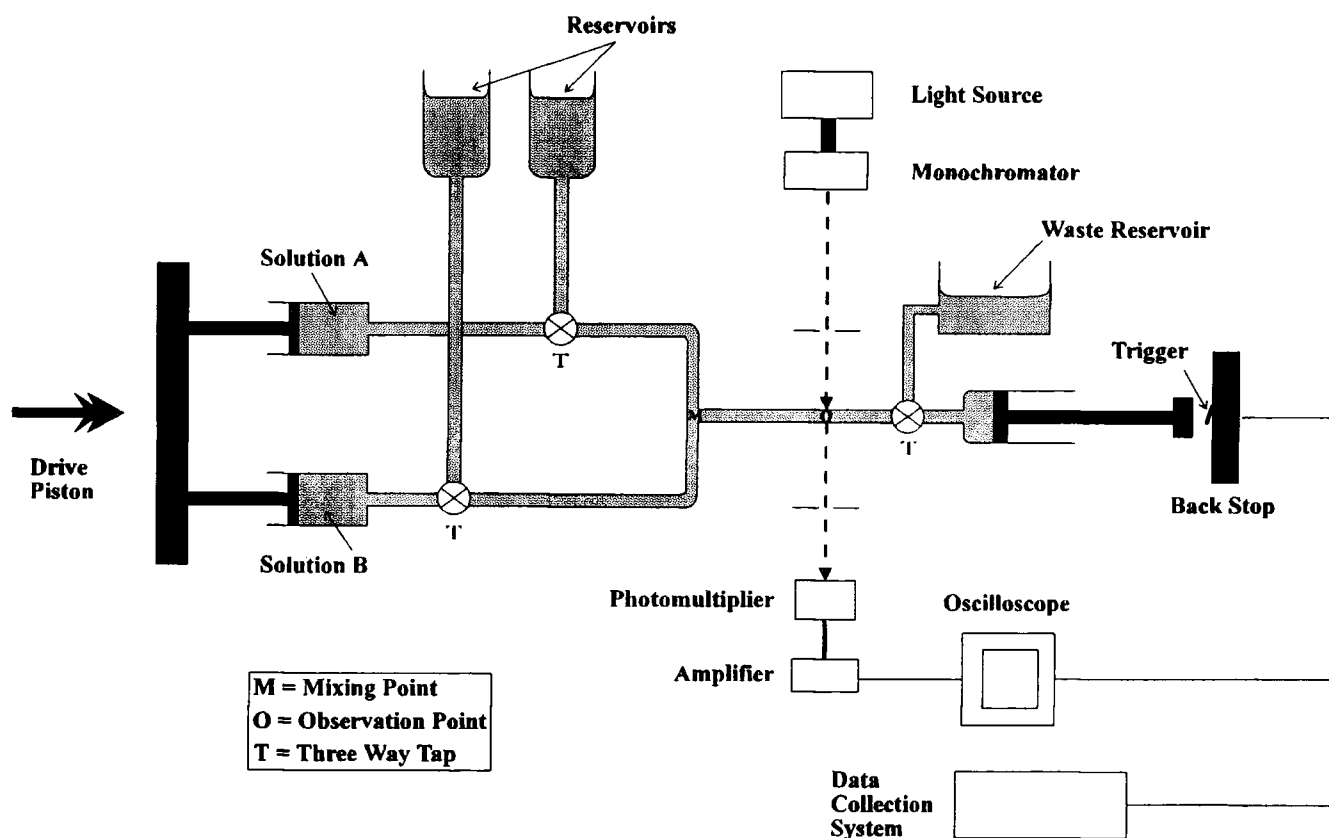 Reservoirs
Light Source
Monochromator
Waste Reservoir
Solution A
Trigger
T
M
O
T
Drive
Piston
T
Back Stop
Solution B
Photomultiplier
Oscilloscope
Amplifier
M = Mixing Point
O = Observation Point
T = Three Way Tap
Data
Collection
System